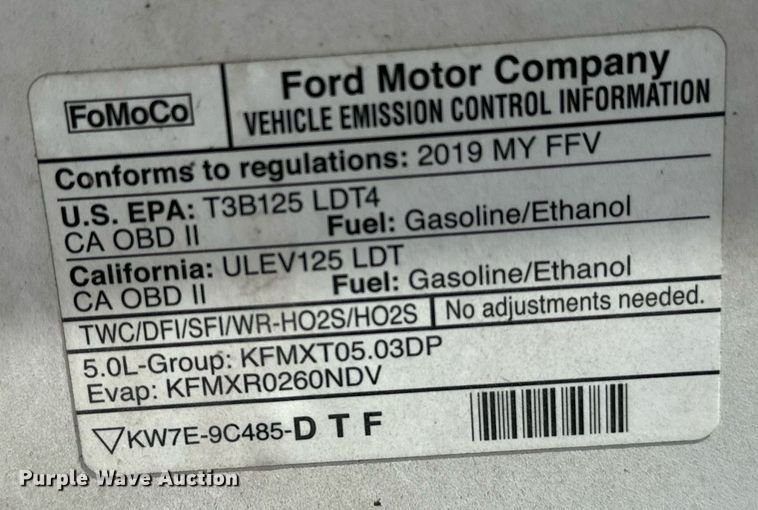 FoMoCo
Ford Motor Company
VEHICLE EMISSION CONTROL INFORMATION
Conforms to regulations: 2019 MY FFV
U.S. EPA: T3B125 LDT4
CA OBD II Fuel: Gasoline/Ethanol
California: ULEV125 LDT
CA OBD II Fuel: Gasoline/Ethanol
TWC/DFI/SFI/WR-HO2S/HO2S No adjustments needed.
5.0L-Group: KFMXT05.03DP
Evap: KFMXR0260NDV
▽KW7E-9C485-D T F
Purple Wave Auction